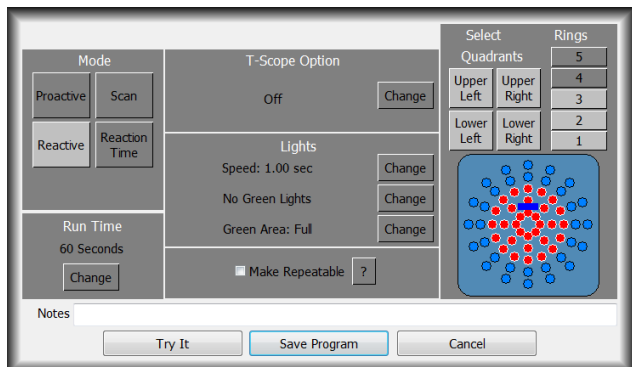 Mode
Proactive
Scan
Reactive
Reaction
Time
Run Time
60 Seconds
Change
T-Scope Option
Off
Change
Lights
Speed: 1.00 sec
Change
No Green Lights
Change
Green Area: Full
Change
Make Repeatable
?
Select
Quadrants
Upper
Left
Upper
Right
Lower
Left
Lower
Right
Rings
5
4
3
2
1
Notes
Try It
Save Program
Cancel